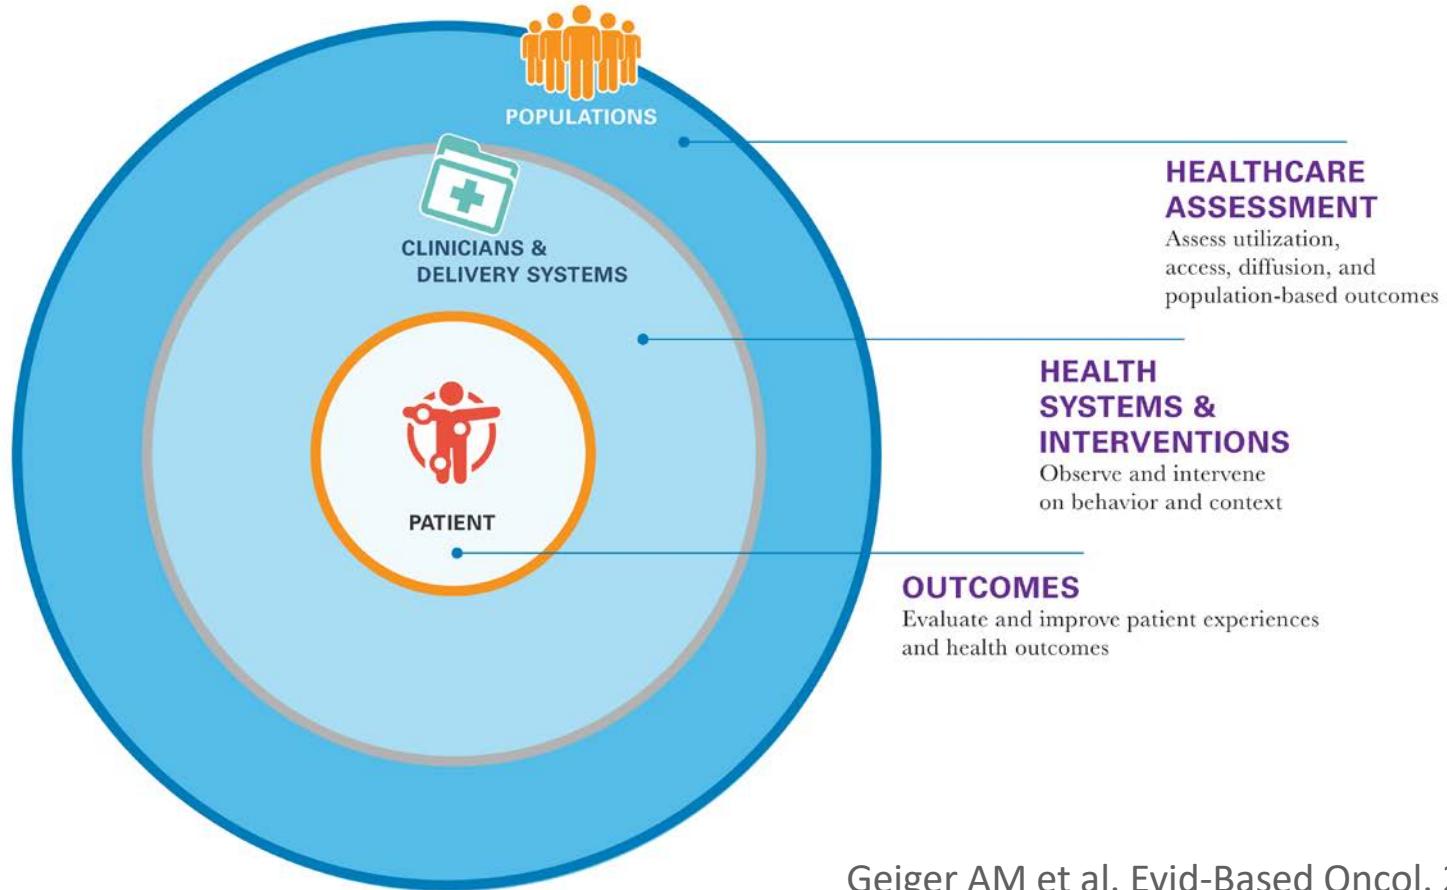 POPULATIONS
CLINICIANS &
DELIVERY SYSTEMS
PATIENT
HEALTHCARE
ASSESSMENT
Assess utilization,
access, diffusion, and
population-based outcomes
HEALTH
SYSTEMS &
INTERVENTIONS
Observe and intervene
on behavior and context
OUTCOMES
Evaluate and improve patient experiences
and health outcomes
Geiger AM et al. Evid-Based Oncol.